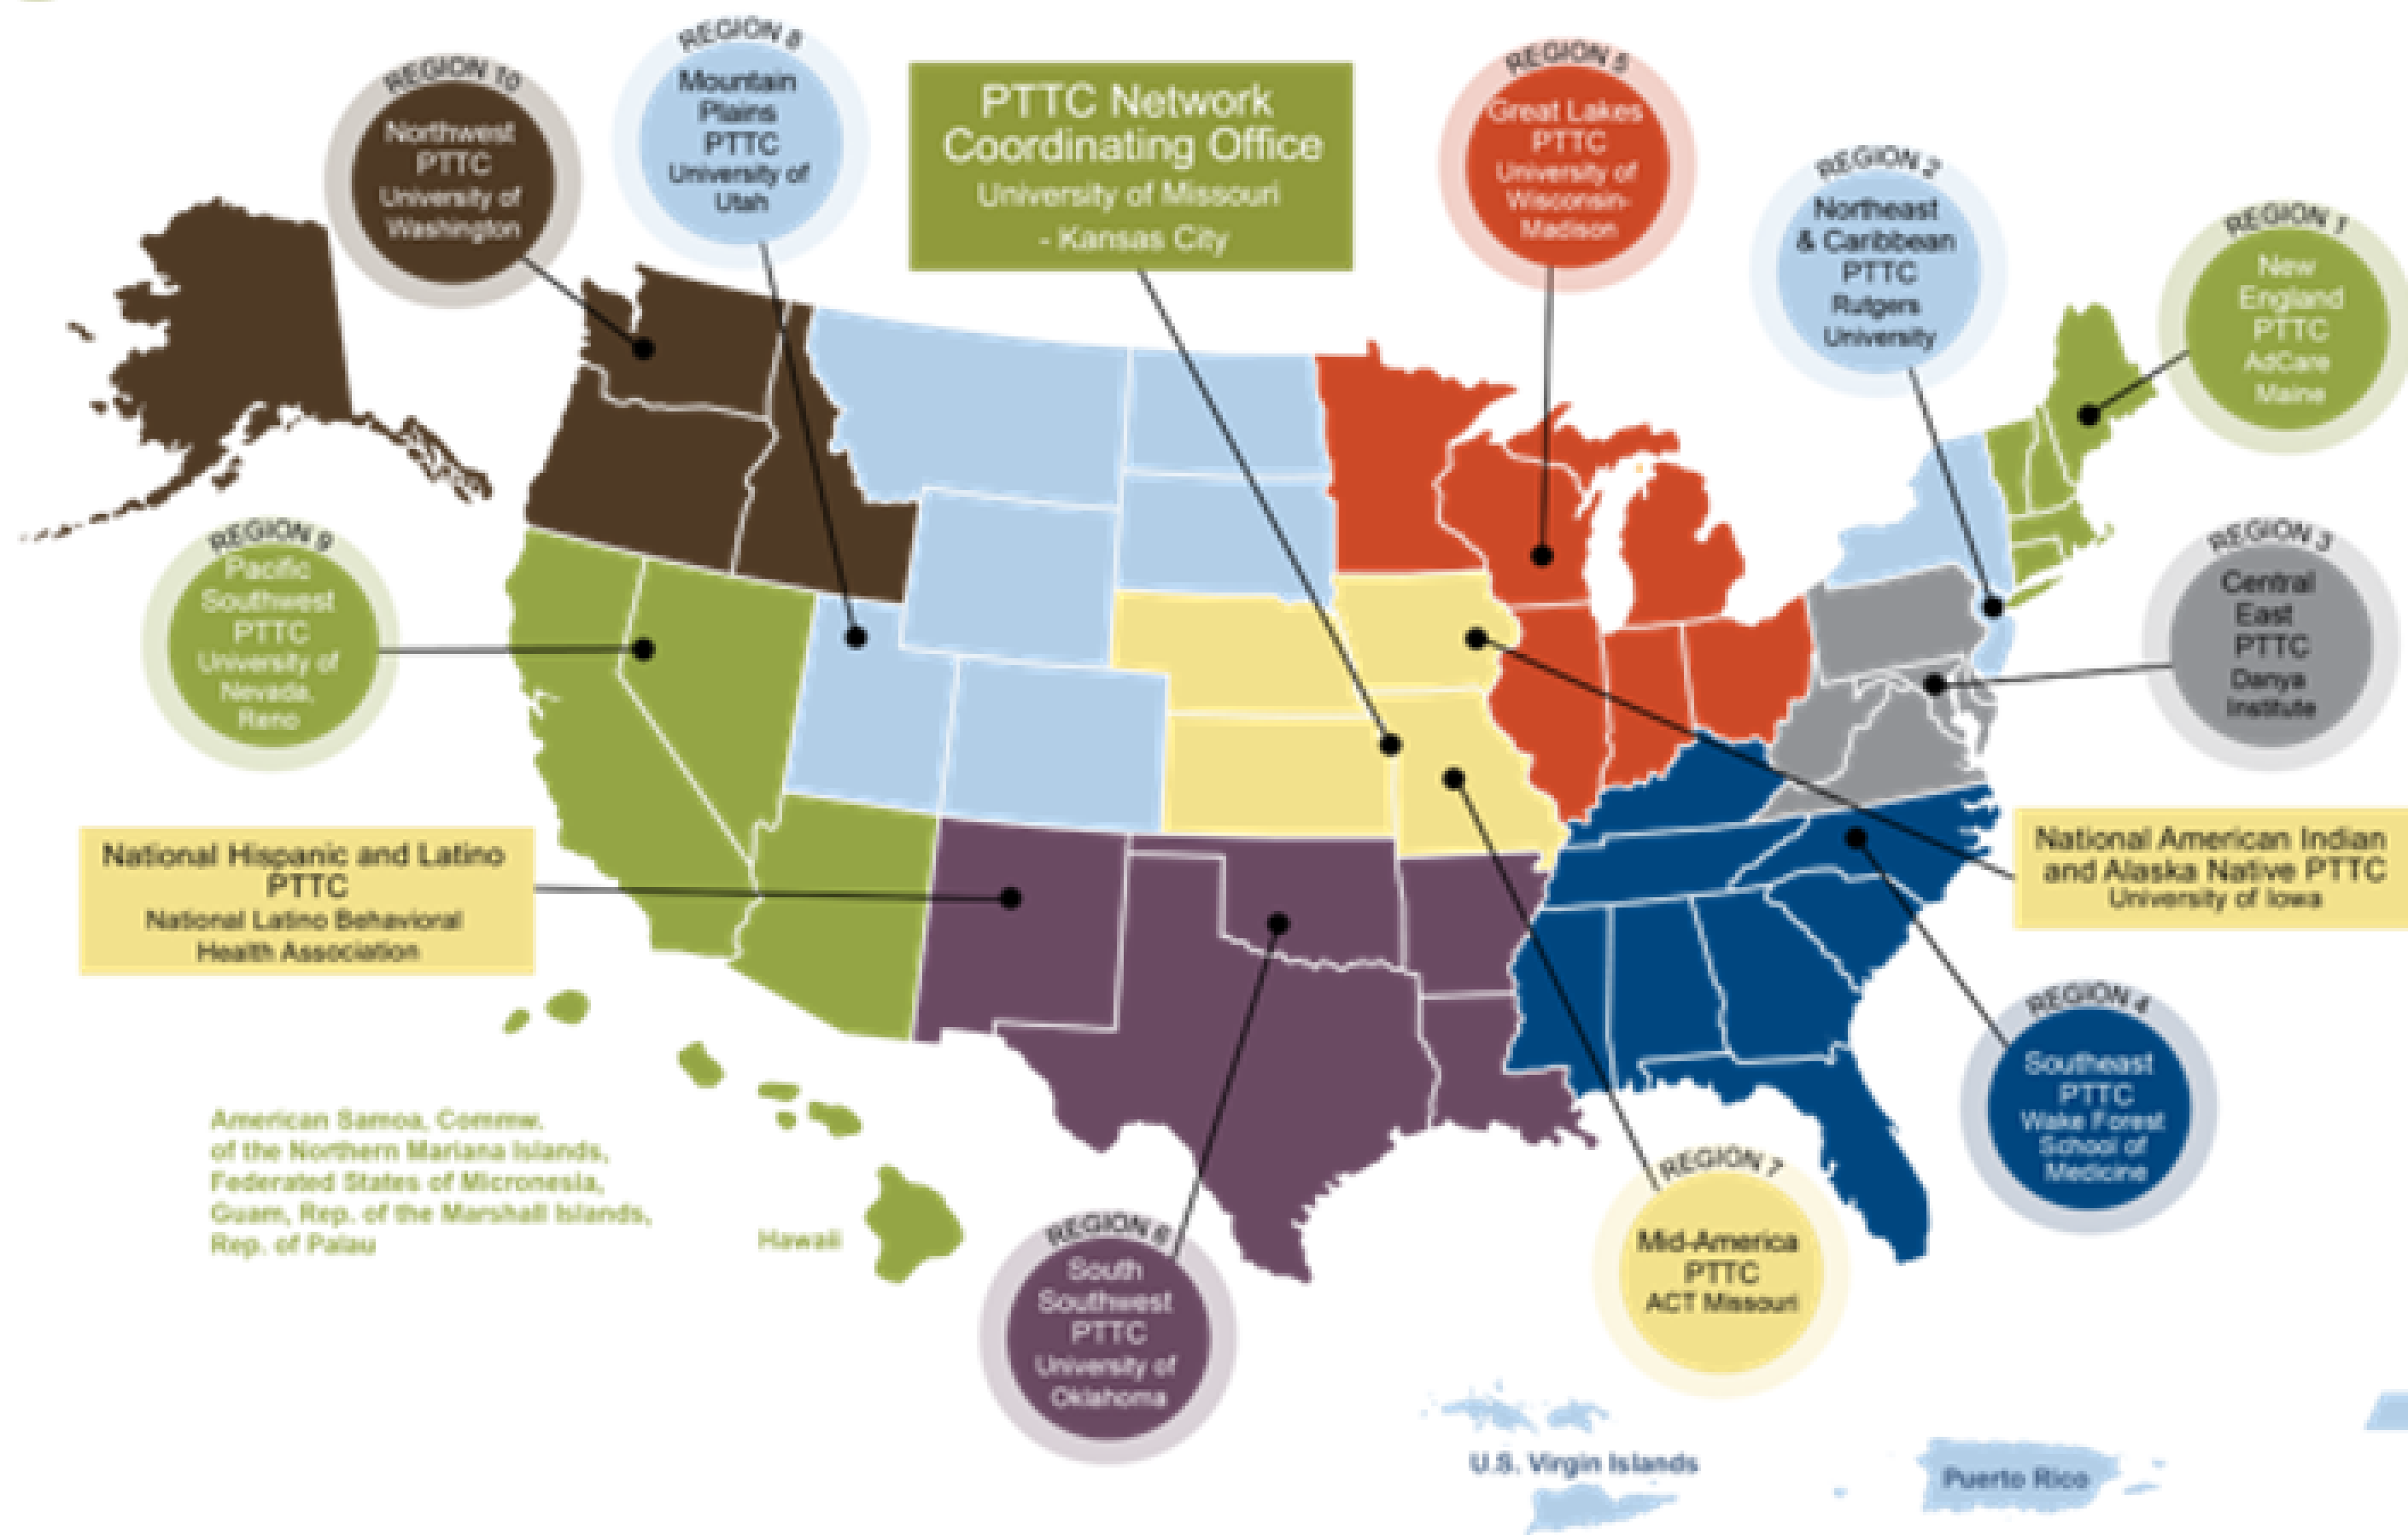 REGION 10
Northwest
PTTC
University of
Washington
REGION 8
Mountain
Plains
PTTC
University of
Utah
PTTC Network
Coordinating Office
University of Missouri
- Kansas City
REGION 5
Great Lakes
PTTC
University of
Wisconsin-
Madison
REGION 2
Northeast
& Caribbean
PTTC
Rutgers
University
REGION 1
New
England
PTTC
AdCare
Maine
REGION 9
Pacific
Southwest
PTTC
University of
Nevada,
Reno
REGION 3
Central
East
PTTC
Danya
Institute
National Hispanic and Latino
PTTC
National Latino Behavioral
Health Association
National American Indian
and Alaska Native PTTC
University of Iowa
REGION 4
Southeast
PTTC
Wake Forest
School of
Medicine
American Samoa, Commw.
of the Northern Mariana Islands,
Federated States of Micronesia,
Guam, Rep. of the Marshall Islands,
Rep. of Palau
Hawaii
REGION 6
South
Southwest
PTTC
University of
Oklahoma
REGION 7
Mid-America
PTTC
ACT Missouri
U.S. Virgin Islands
Puerto Rico